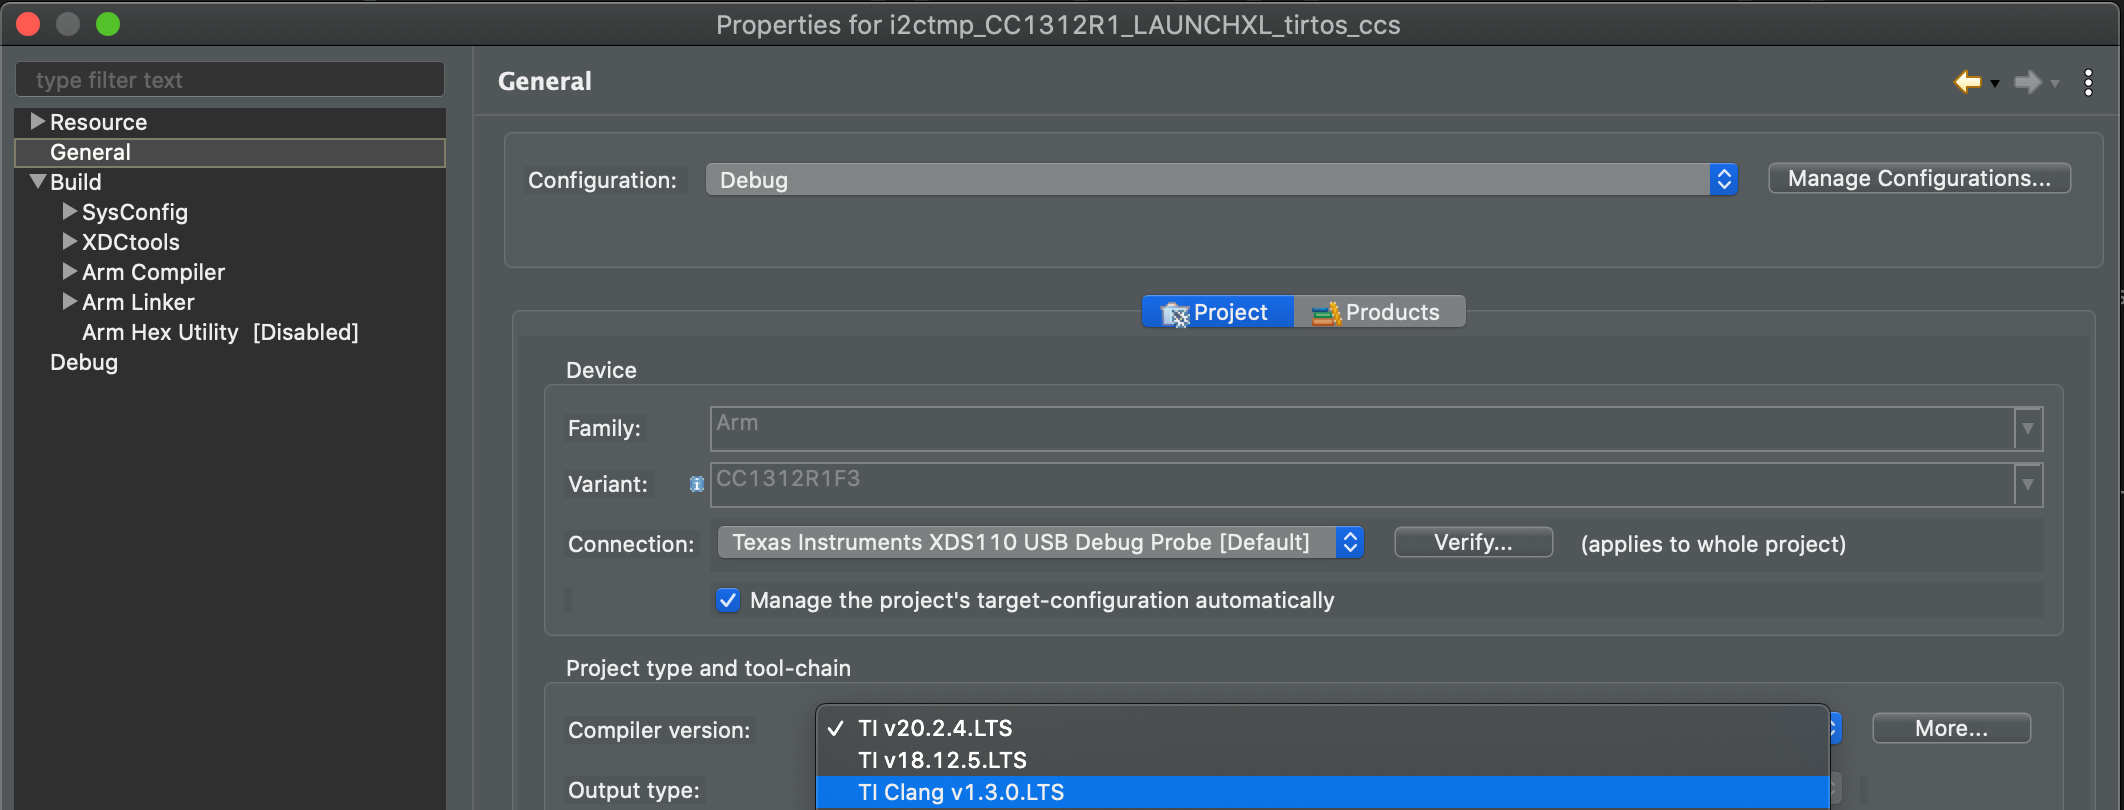 Properties for i2ctmp_CC1312R1_LAUNCHXL_tirtos_ccs
type filter text
Resource
General
Build
SysConfig
XDCtools
Arm Compiler
Arm Linker
Arm Hex Utility [Disabled]
Debug
General
Configuration: Debug Manage Configurations...
Project Products
Device
Family: Arm
Variant: CC1312R1F3
Connection: Texas Instruments XDS110 USB Debug Probe [Default] Verify... (applies to whole project)
Manage the project's target-configuration automatically
Project type and tool-chain
Compiler version: TI v20.2.4.LTS More...
TI v18.12.5.LTS
Output type: TI Clang v1.3.0.LTS